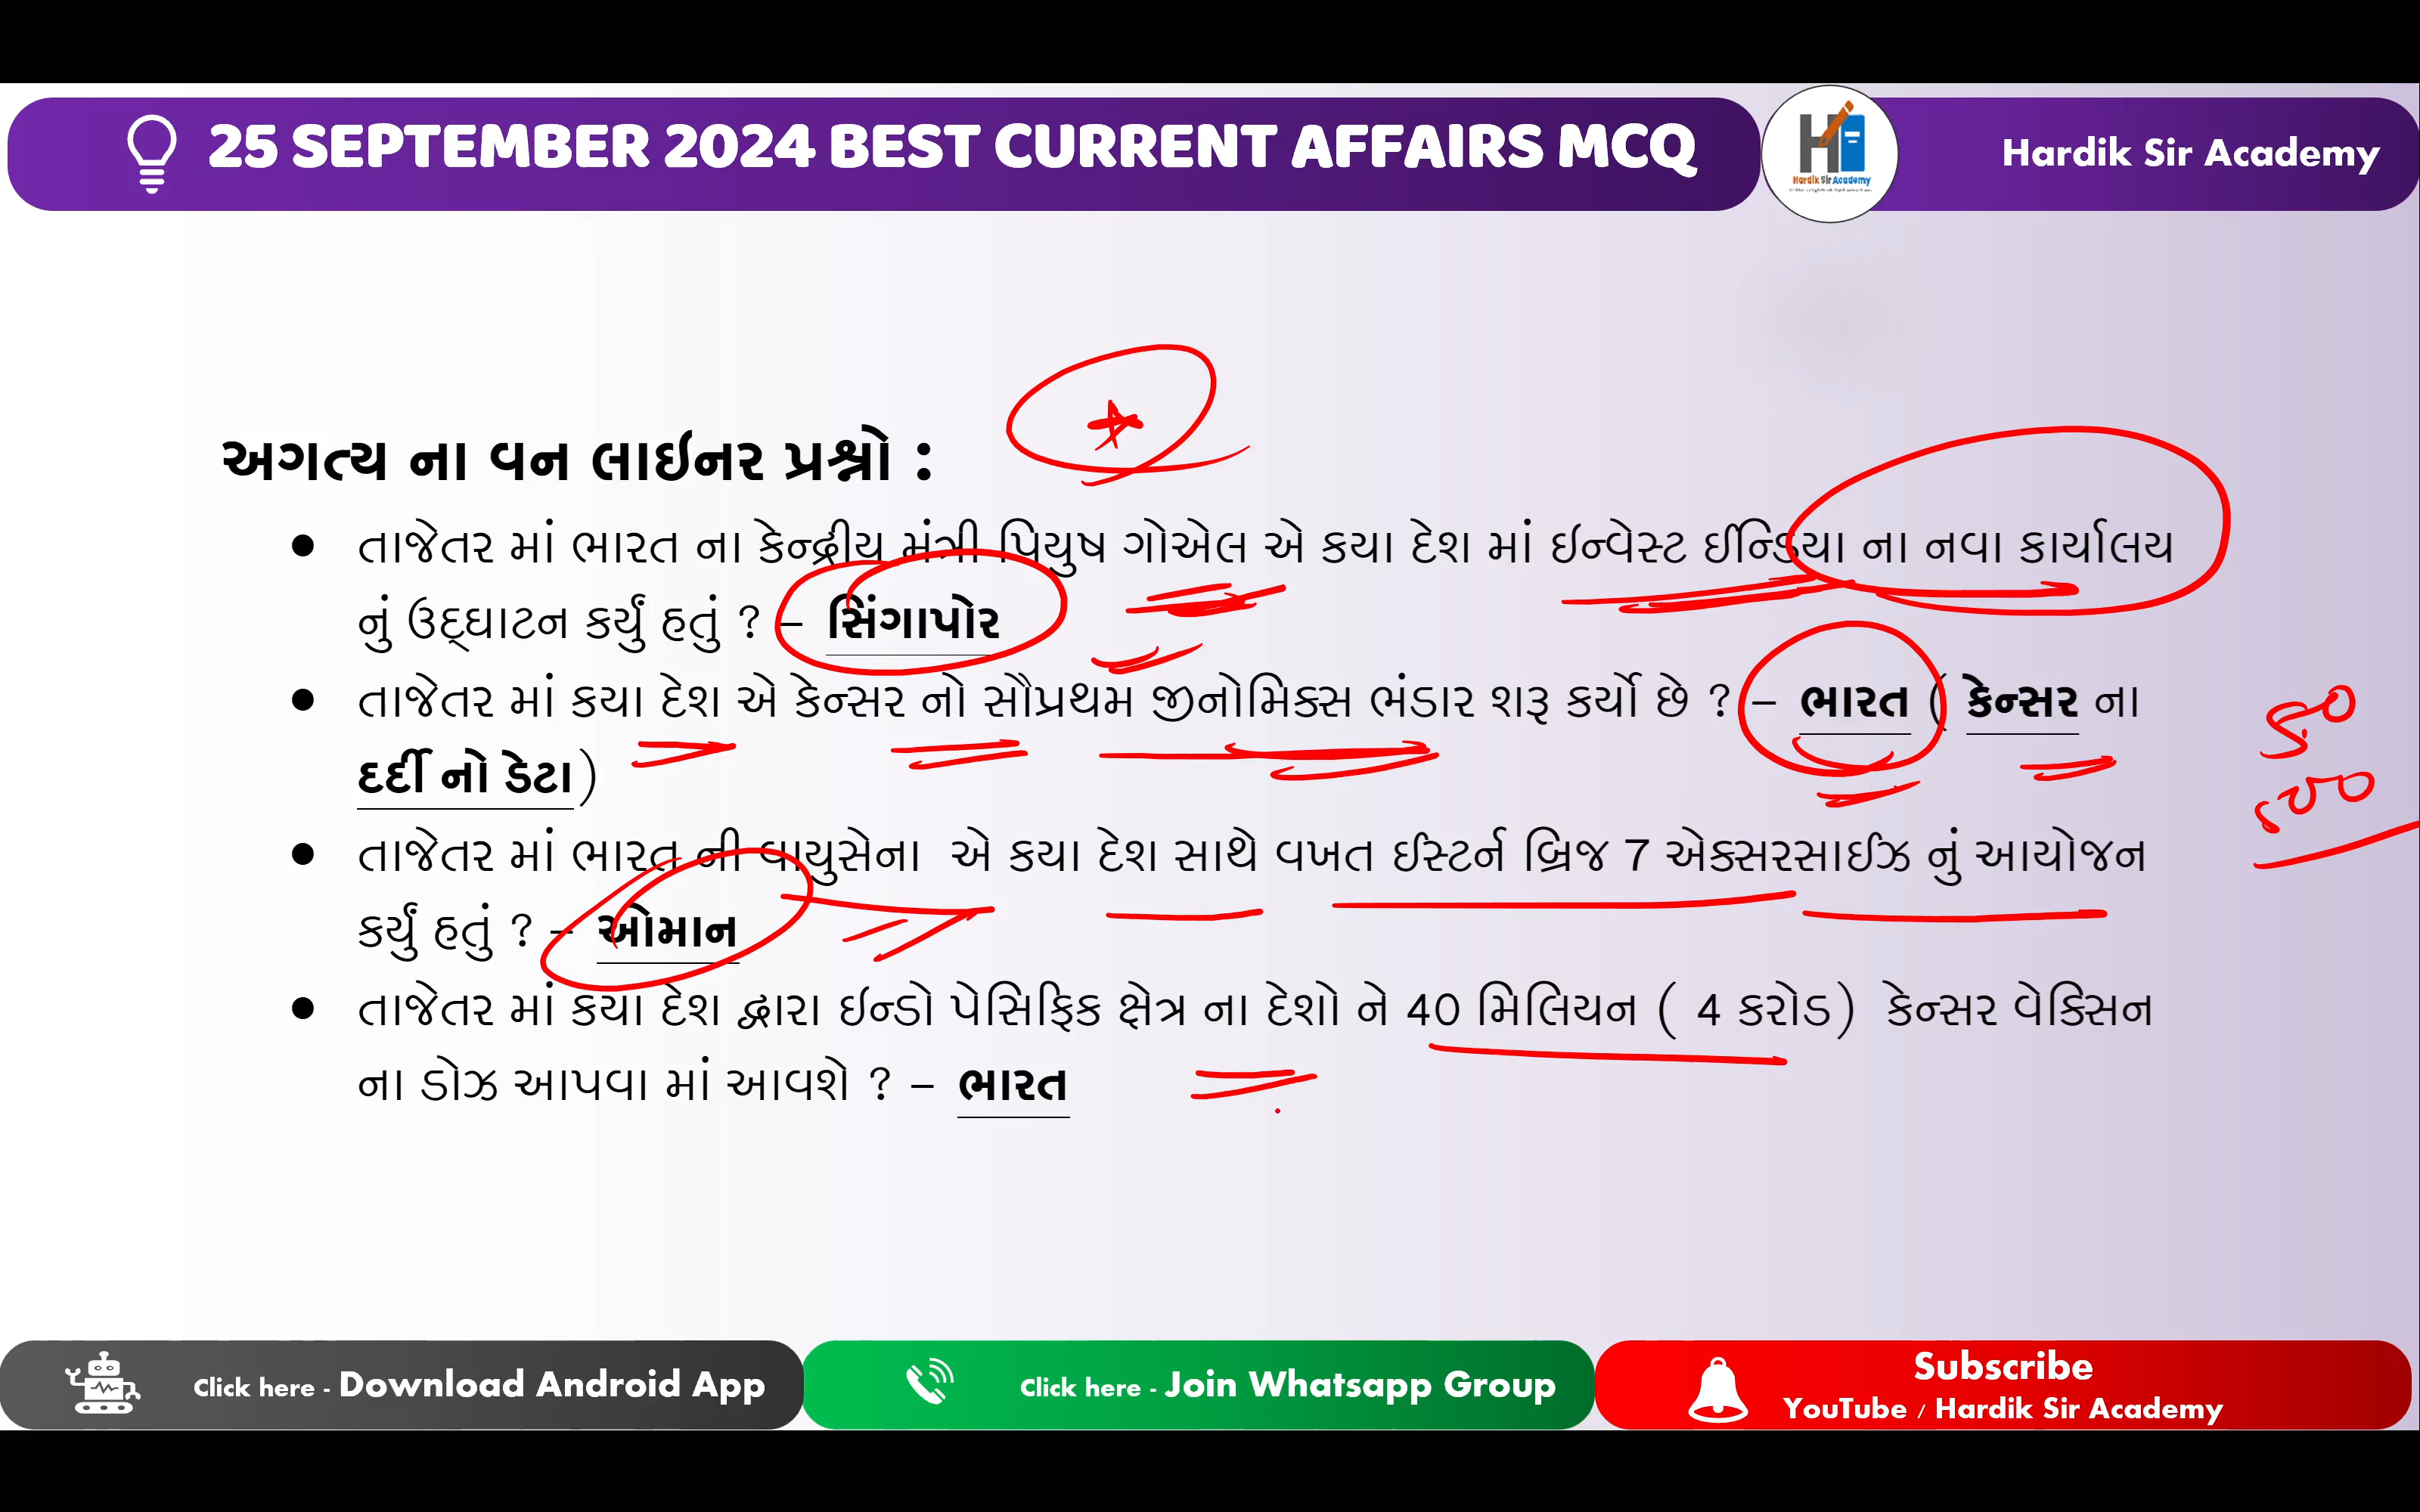 25 SEPTEMBER 2024 BEST CURRENT AFFAIRS MCQ
Hardik Sir Academy
Hardik Sir Academy
અગત્ય ના વન લાઈનર પ્રશ્નો :
તાજેતર માં ભારત ના કેન્દ્રીય મંત્રી પિયુષ ગોએલ એ કયા દેશ માં ઈન્વેસ્ટ ઈન્ડિયા ના નવા કાર્યાલય
નું ઉદ્ઘાટન કર્યું હતું ? – સિંગાપોર
તાજેતર માં કયા દેશ એ કેન્સર નો સૌપ્રથમ જીનોમિક્સ ભંડાર શરૂ કર્યો છે ? – ભારત ( કેન્સર ના
દર્દી નો ડેટા)
તાજેતર માં ભારત ની વાયુસેના એ કયા દેશ સાથે વખત ઈસ્ટર્ન બ્રિજ 7 એક્સરસાઈઝ નું આયોજન
કર્યું હતું ? – ઓમાન
તાજેતર માં કયા દેશ દ્વારા ઈન્ડો પેસિફિક ક્ષેત્ર ના દેશો ને 40 મિલિયન ( 4 કરોડ) કેન્સર વેક્સિન
ના ડોઝ આપવા માં આવશે ? – ભારત
Click here - Download Android App
Click here - Join Whatsapp Group
Subscribe
YouTube / Hardik Sir Academy